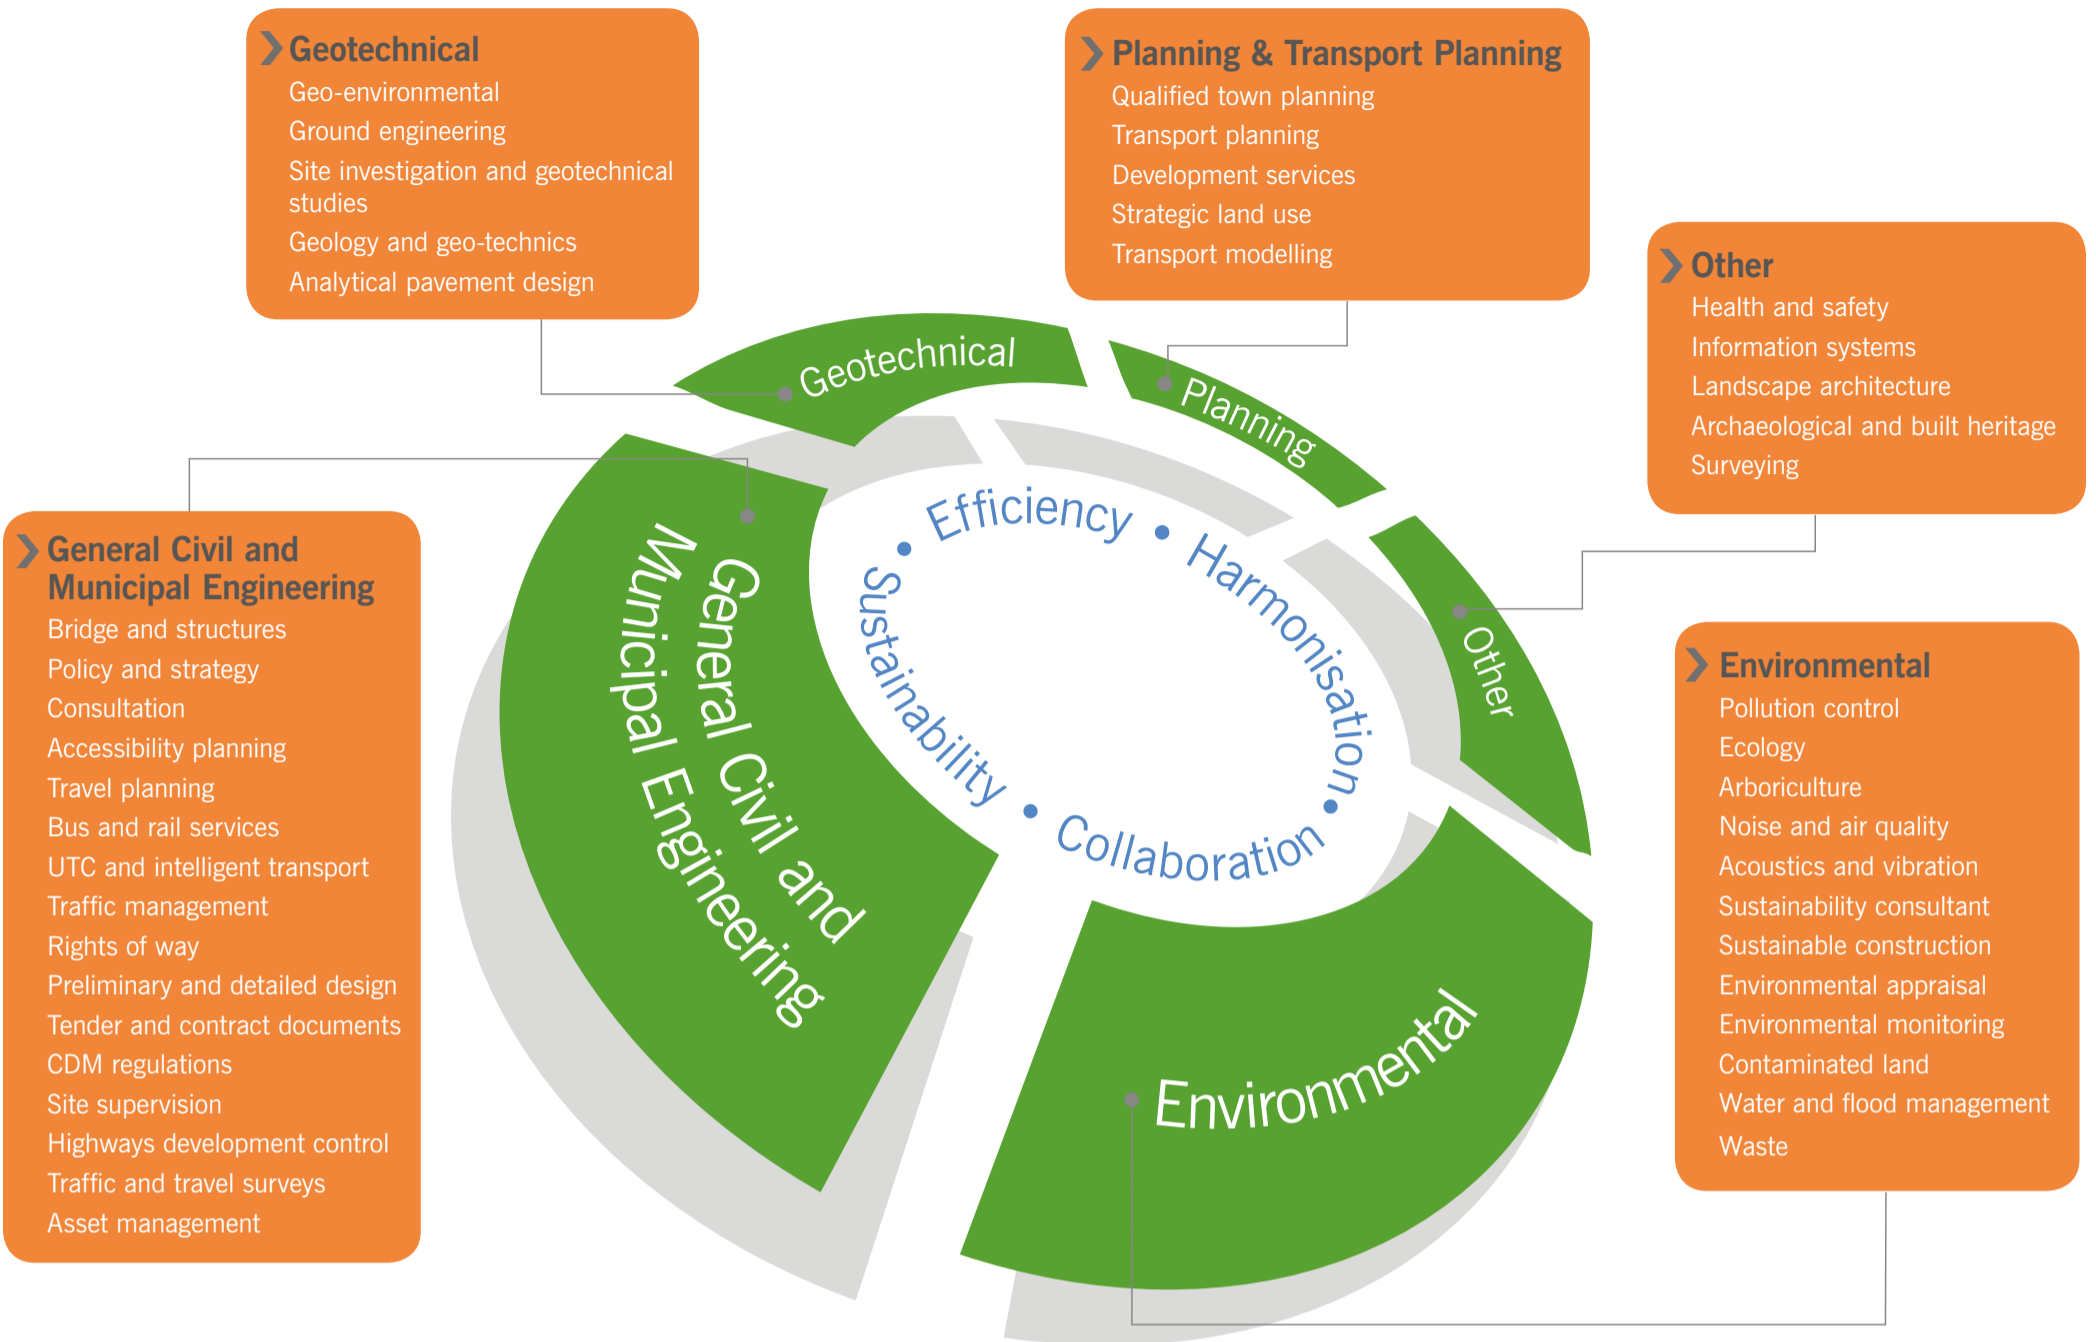 Geotechnical
Geo-environmental
Ground engineering
Site investigation and geotechnical
studies
Geology and geo-technics
Analytical pavement design
Planning & Transport Planning
Qualified town planning
Transport planning
Development services
Strategic land use
Transport modelling
Other
Health and safety
Information systems
Landscape architecture
Archaeological and built heritage
Surveying
General Civil and
Municipal Engineering
Bridge and structures
Policy and strategy
Consultation
Accessibility planning
Travel planning
Bus and rail services
UTC and intelligent transport
Traffic management
Rights of way
Preliminary and detailed design
Tender and contract documents
CDM regulations
Site supervision
Highways development control
Traffic and travel surveys
Asset management
Environmental
Pollution control
Ecology
Arboriculture
Noise and air quality
Acoustics and vibration
Sustainability consultant
Sustainable construction
Environmental appraisal
Environmental monitoring
Contaminated land
Water and flood management
Waste
Geotechnical
Planning
Other
Environmental
General Civil and
Municipal Engineering
• Efficiency • Harmonisation • Collaboration • Sustainability